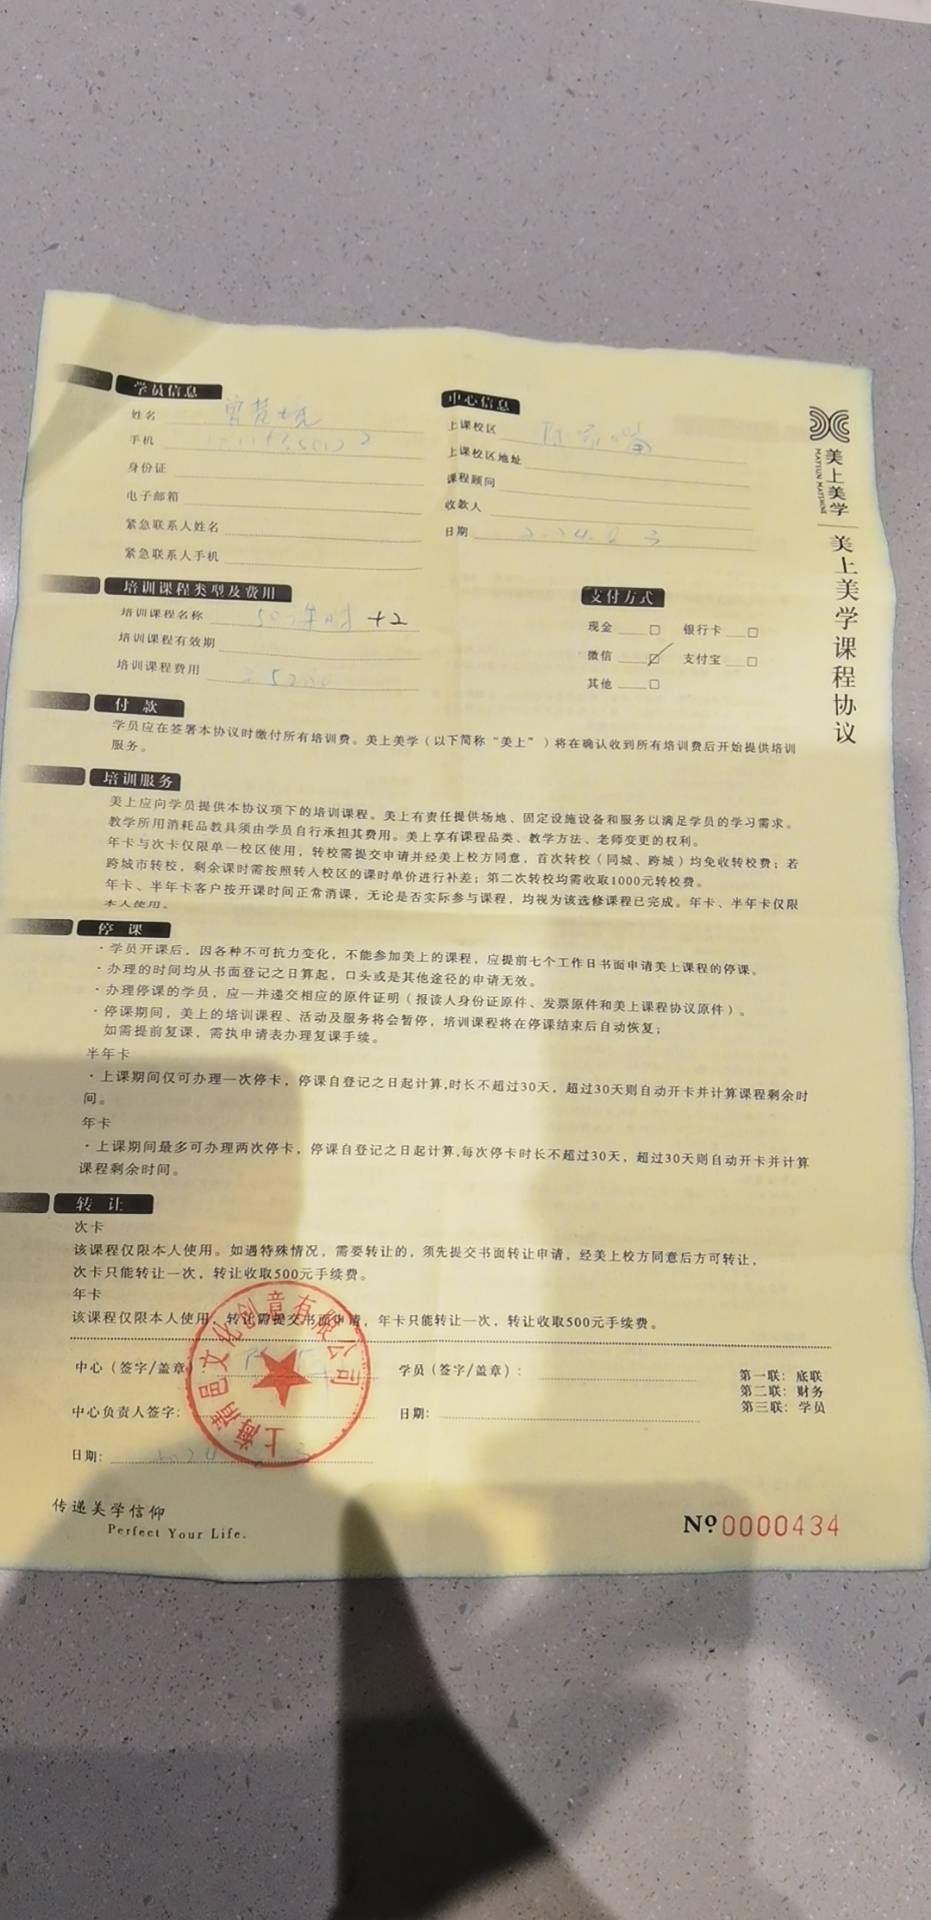 美上美学
MAISUN MAISHINE
美上美学课程协议
学员信息
姓名
手机
身份证
电子邮箱
紧急联系人姓名
紧急联系人手机
中心信息
上课校区
上课校区地址
课程顾问
收款人
日期
培训课程类型及费用
培训课程名称 +2
培训课程有效期
培训课程费用
支付方式
现金 □ 银行卡 □
微信 ☑ 支付宝 □
其他 □
付 款
学员应在签署本协议时缴付所有培训费。美上美学（以下简称“美上”）将在确认收到所有培训费后开始提供培训
服务。
培训服务
美上应向学员提供本协议项下的培训课程。美上有责任提供场地、固定设施设备和服务以满足学员的学习需求。
教学所用消耗品教具须由学员自行承担其费用。美上享有课程品类、教学方法、老师变更的权利。
年卡与次卡仅限单一校区使用，转校需提交申请并经美上校方同意，首次转校（同城、跨城）均免收转校费；若
跨城市转校，剩余课时需按照转入校区的课时单价进行补差；第二次转校均需收取1000元转校费。
年卡、半年卡客户按开课时间正常消课，无论是否实际参与课程，均视为该选修课程已完成。年卡、半年卡仅限
本人使用。
停 课
·学员开课后，因各种不可抗力变化，不能参加美上的课程，应提前七个工作日书面申请美上课程的停课。
·办理的时间均从书面登记之日算起，口头或是其他途径的申请无效。
·办理停课的学员，应一并递交相应的原件证明（报读人身份证原件、发票原件和美上课程协议原件）。
·停课期间，美上的培训课程、活动及服务将会暂停，培训课程将在停课结束后自动恢复；
如需提前复课，需执申请表办理复课手续。
半年卡
·上课期间仅可办理一次停卡，停课自登记之日起计算,时长不超过30天，超过30天则自动开卡并计算课程剩余时
间。
年卡
·上课期间最多可办理两次停卡，停课自登记之日起计算,每次停卡时长不超过30天，超过30天则自动开卡并计算
课程剩余时间。
转 让
次卡
该课程仅限本人使用。如遇特殊情况，需要转让的，须先提交书面转让申请，经美上校方同意后方可转让，
次卡只能转让一次，转让收取500元手续费。
年卡
该课程仅限本人使用，转让需提交书面申请，年卡只能转让一次，转让收取500元手续费。
中心（签字/盖章）
学员（签字/盖章）：
中心负责人签字：
日期：
日期：
第一联：底联
第二联：财务
第三联：学员
传递美学信仰
Perfect Your Life.
№0000434